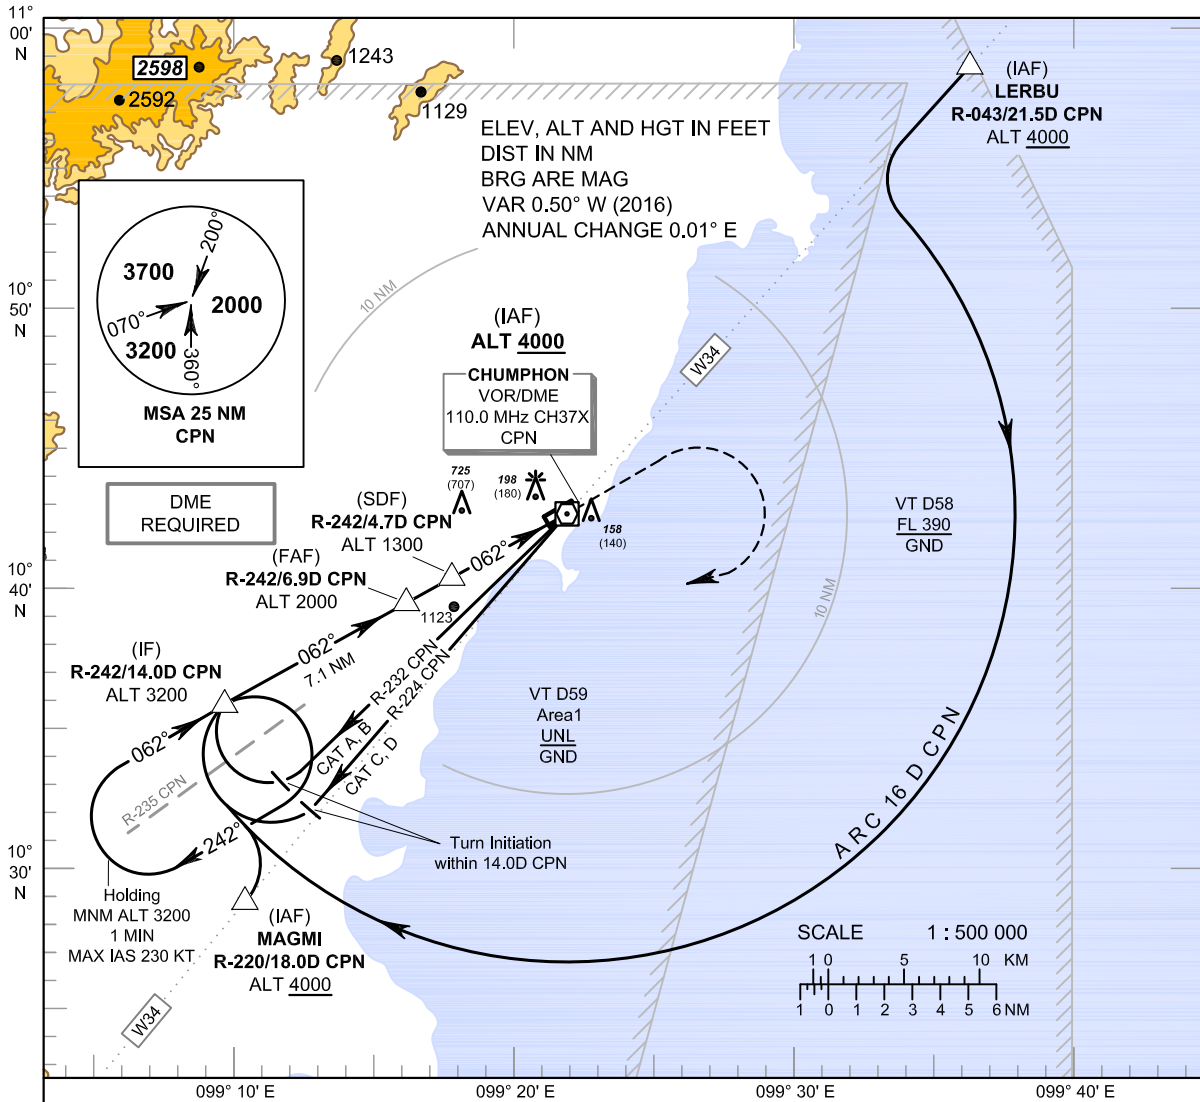 11°
00'
N
2598
2592
1243
1129
ELEV, ALT AND HGT IN FEET
DIST IN NM
BRG ARE MAG
VAR 0.50° W (2016)
ANNUAL CHANGE 0.01° E
(IAF)
LERBU
R-043/21.5D CPN
ALT 4000
200°
3700
2000
070°
3200
360°
MSA 25 NM
CPN
10°
50'
N
10 NM
W34
(IAF)
ALT 4000
CHUMPHON
VOR/DME
110.0 MHz CH37X
CPN
DME
REQUIRED
725
(707)
198
(180)
158
(140)
(SDF)
R-242/4.7D CPN
ALT 1300
062°
VT D58
FL 390
GND
(FAF)
R-242/6.9D CPN
ALT 2000
10°
40'
N
1123
10 NM
062°
7.1 NM
(IF)
R-242/14.0D CPN
ALT 3200
R-232 CPN
R-224 CPN
CAT A, B
CAT C, D
VT D59
Area1
UNL
GND
062°
R-235 CPN
242°
Turn Initiation
within 14.0D CPN
ARC 16 D CPN
10°
30'
N
Holding
MNM ALT 3200
1 MIN
MAX IAS 230 KT
(IAF)
MAGMI
R-220/18.0D CPN
ALT 4000
W34
SCALE 1 : 500 000
1 0 5 10 KM
1 0 1 2 3 4 5 6 NM
099° 10' E
099° 20' E
099° 30' E
099° 40' E